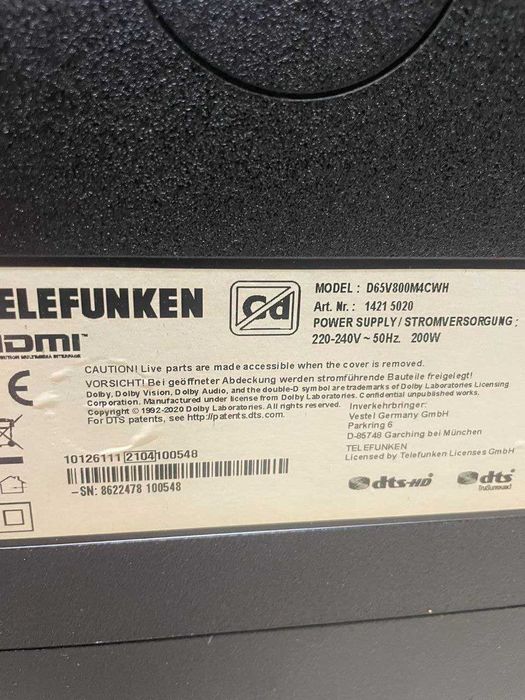 ELEFUNKEN
Cd
MODEL : D65V800M4CWH
Art. Nr. : 1421 5020
POWER SUPPLY / STROMVERSORGUNG :
220-240V ~ 50Hz. 200W
HDMI™
CAUTION! Live parts are made accessible when the cover is removed.
VORSICHT! Bei geöffneter Abdeckung werden stromführende Bauteile freigelegt!
Dolby, Dolby Vision, Dolby Audio, and the double-D symbol are trademarks of Dolby Laboratories Licensing
Corporation. Manufactured under license from Dolby Laboratories. Confidential unpublished works.
Copyright © 1992-2020 Dolby Laboratories. All rights reserved.
For DTS patents, see http://patents.dts.com.
Inverkehrbringer:
Vestel Germany GmbH
Parkring 6
D-85748 Garching bei München
TELEFUNKEN
Licensed by Telefunken Licenses GmbH
CE
10126111 2104 100548
-SN: 8622478 100548
dts-HD
dts
TruSurround